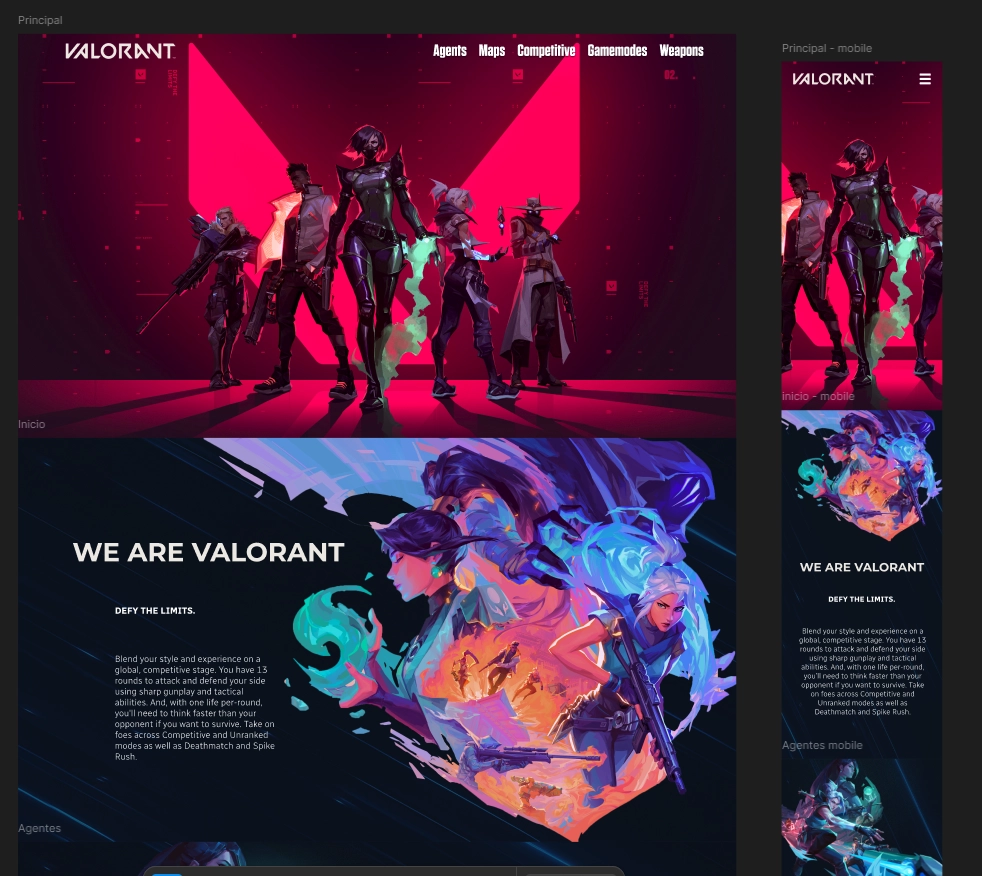 Principal
VALORANT
Agents Maps Competitive Gamemodes Weapons
02.
Inicio
WE ARE VALORANT
DEFY THE LIMITS.
Blend your style and experience on a
global, competitive stage. You have 13
rounds to attack and defend your side
using sharp gunplay and tactical
abilities. And, with one life per-round,
you'll need to think faster than your
opponent if you want to survive. Take on
foes across Competitive and Unranked
modes as well as Deathmatch and Spike
Rush.
Agentes
Principal - mobile
VALORANT
inicio - mobile
WE ARE VALORANT
DEFY THE LIMITS.
Blend your style and experience on a
global, competitive stage. You have 13
rounds to attack and defend your side
using sharp gunplay and tactical
abilities. And, with one life per-round,
you'll need to think faster than your
opponent if you want to survive. Take
on foes across Competitive and
Unranked modes as well as
Deathmatch and Spike Rush.
Agentes mobile